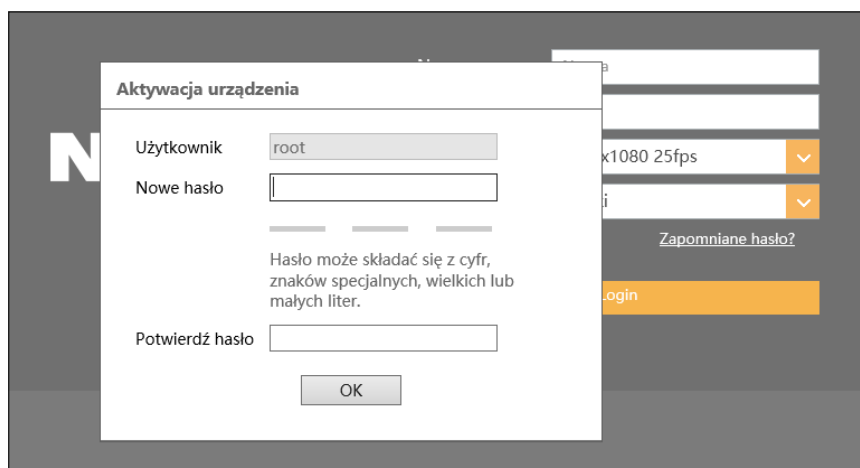 Aktywacja urządzenia
Użytkownik
root
Nowe hasło
x1080 25fps
Hasło może składać się z cyfr,
znaków specjalnych, wielkich lub
małych liter.
Zapomniane hasło?
Login
Potwierdź hasło
OK